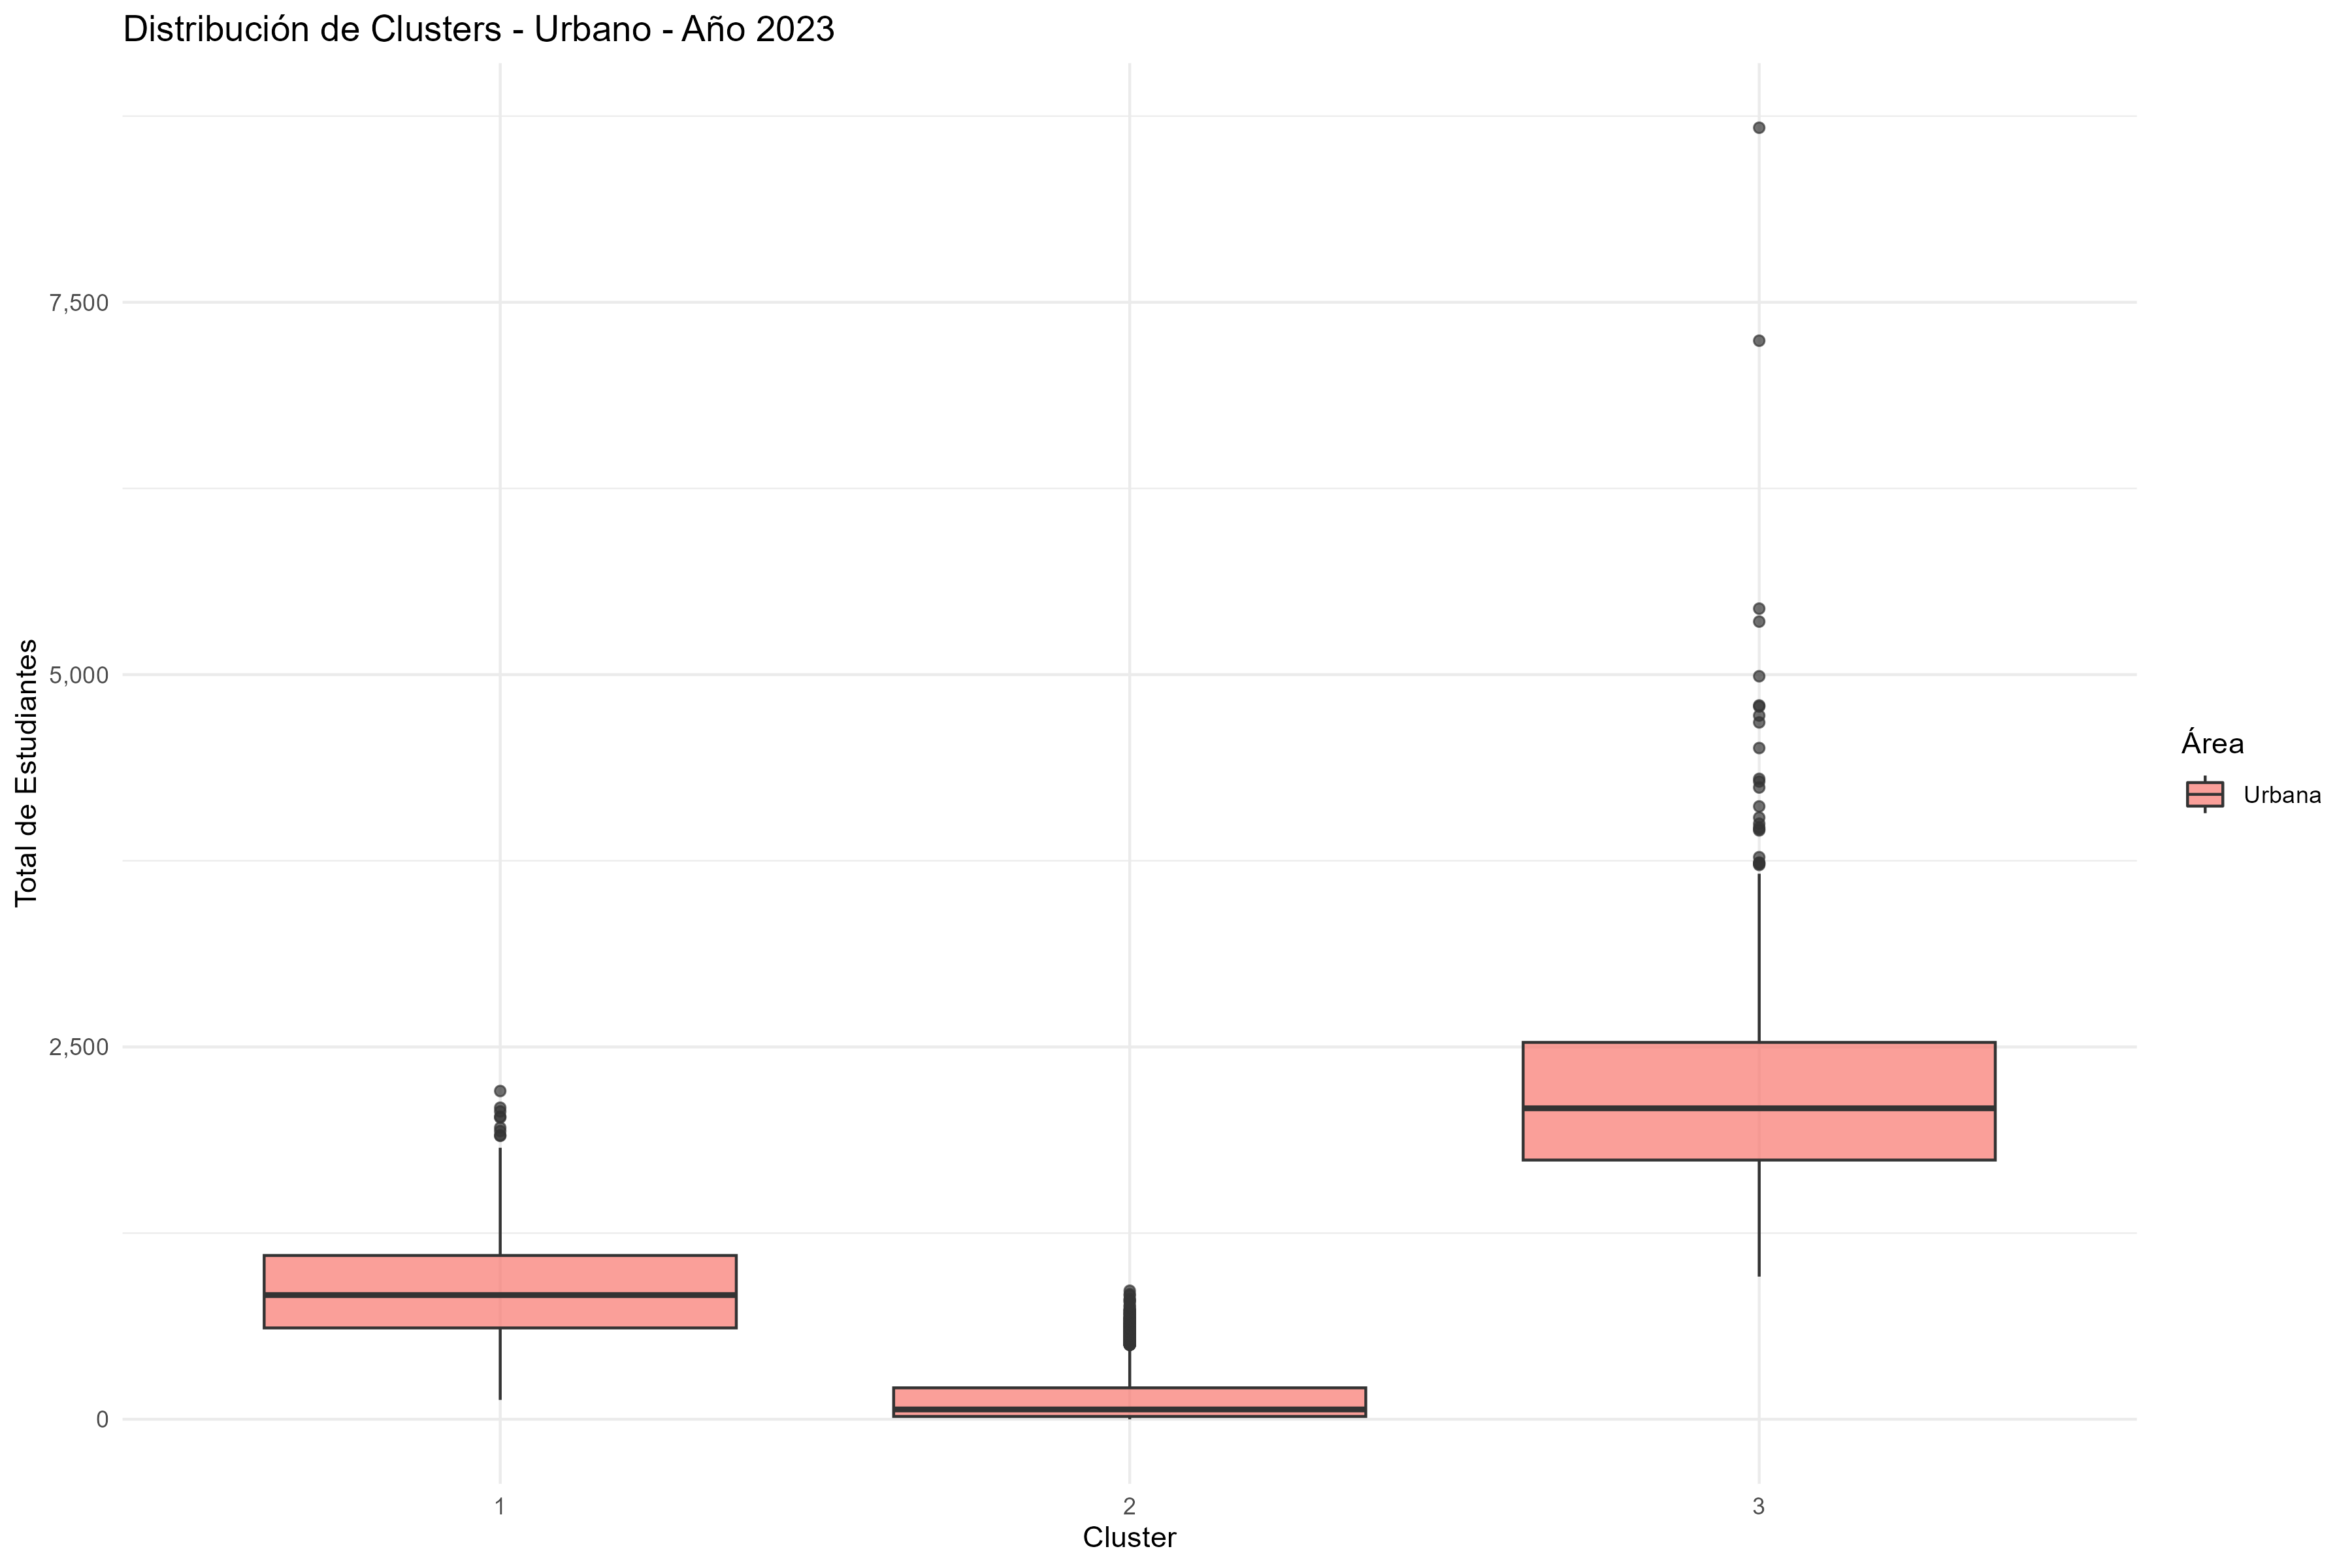 Distribución de Clusters - Urbano - Año 2023
Total de Estudiantes
7,500
5,000
2,500
0
1
2
3
Cluster
Área
Urbana